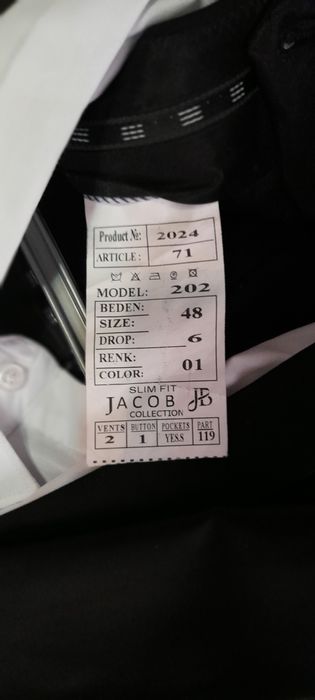 Product №: 2024
ARTICLE: 71
MODEL: 202
BEDEN: 48
SIZE:
DROP: 6
RENK: 01
COLOR:
SLIM FIT
JACOB JB
COLLECTION
VENTS BUTTON POCKETS PART
2 1 YES.S 119